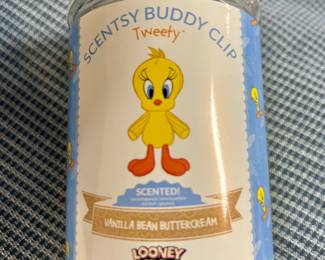 SCENTSY BUDDY CLIP
Tweety
SCENTED!
VANILLA BEAN BUTTERCREAM
LOONEY